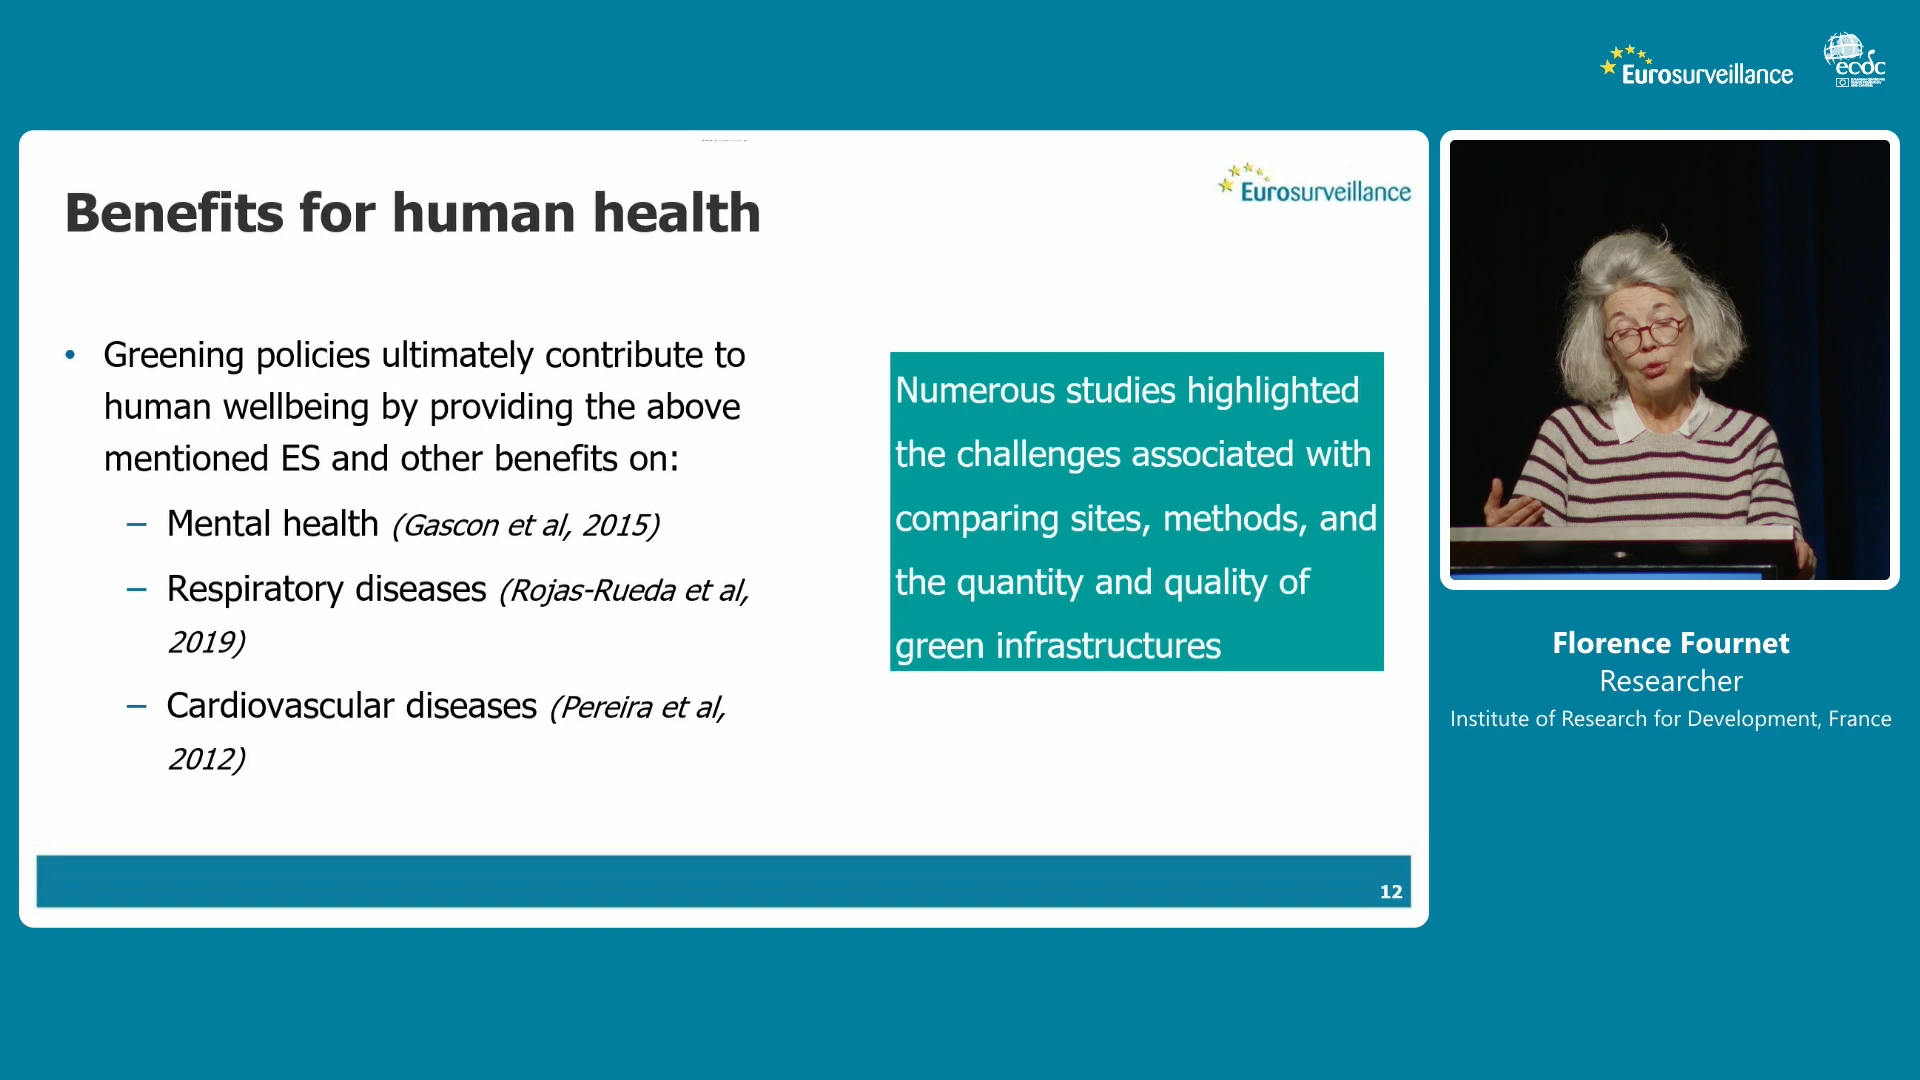 Eurosurveillance
ecdc
Eurosurveillance
Benefits for human health
• Greening policies ultimately contribute to
human wellbeing by providing the above
mentioned ES and other benefits on:
– Mental health (Gascon et al, 2015)
– Respiratory diseases (Rojas-Rueda et al,
2019)
– Cardiovascular diseases (Pereira et al,
2012)
Numerous studies highlighted
the challenges associated with
comparing sites, methods, and
the quantity and quality of
green infrastructures
12
Florence Fournet
Researcher
Institute of Research for Development, France